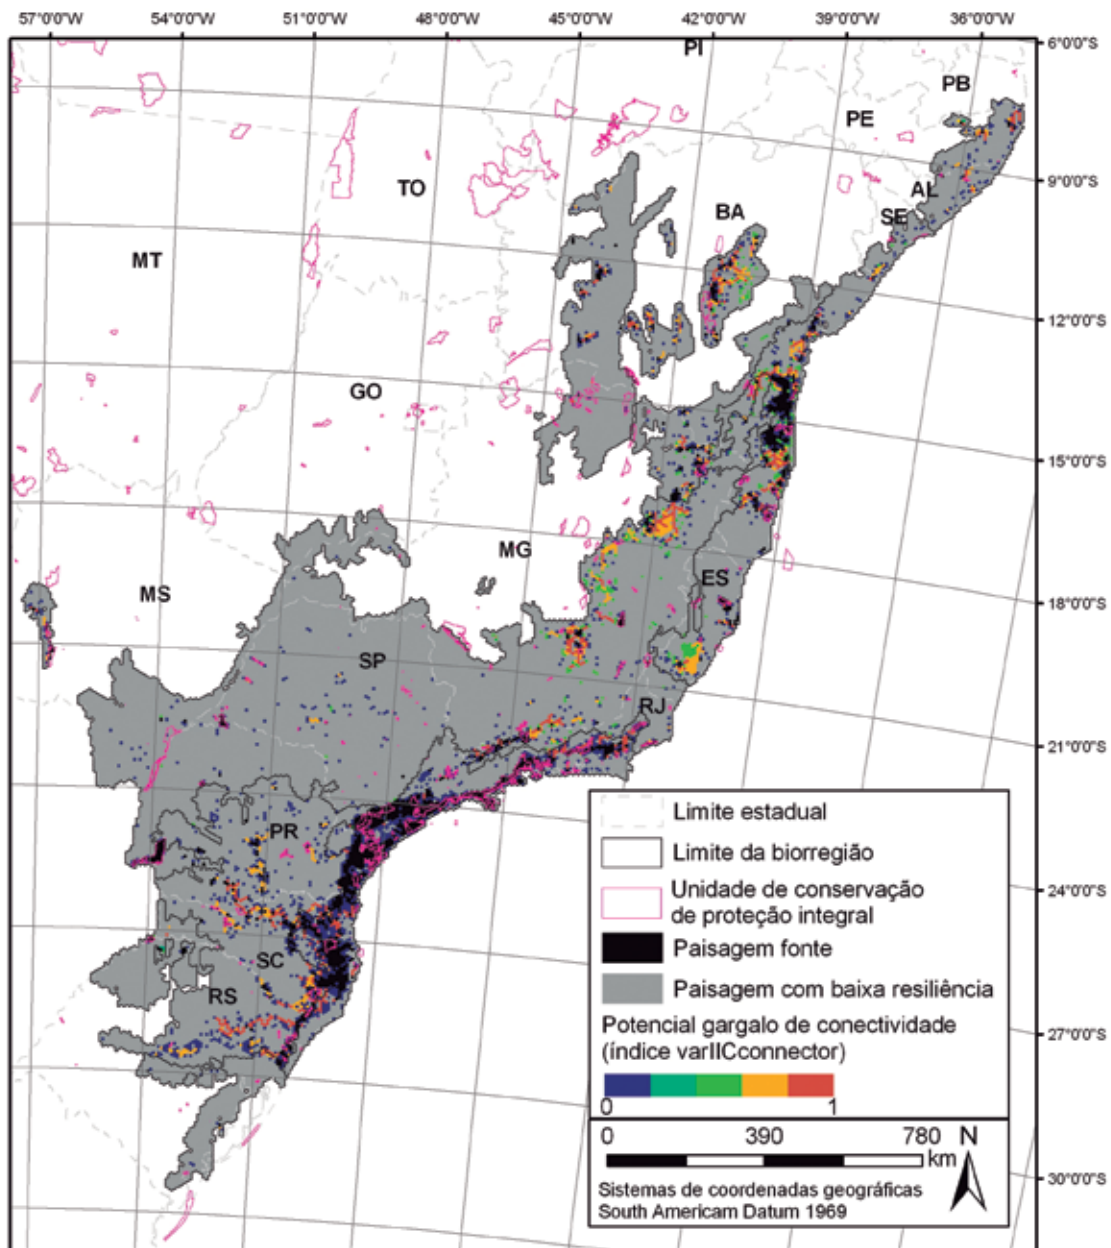 57°0'0"W 54°0'0"W 51°0'0"W 48°0'0"W 45°0'0"W 42°0'0"W 39°0'0"W 36°0'0"W
6°0'0"S
PI
PB
PE
9°0'0"S
TO
AL
BA
SE
MT
12°0'0"S
GO
15°0'0"S
MG
ES
MS
18°0'0"S
SP
RJ
21°0'0"S
PR
24°0'0"S
SC
RS
27°0'0"S
30°0'0"S
Limite estadual
Limite da biorregião
Unidade de conservação
de proteção integral
Paisagem fonte
Paisagem com baixa resiliência
Potencial gargalo de conectividade
(índice varIICconnector)
0 1
0 390 780 N
km
Sistemas de coordenadas geográficas
South Americam Datum 1969